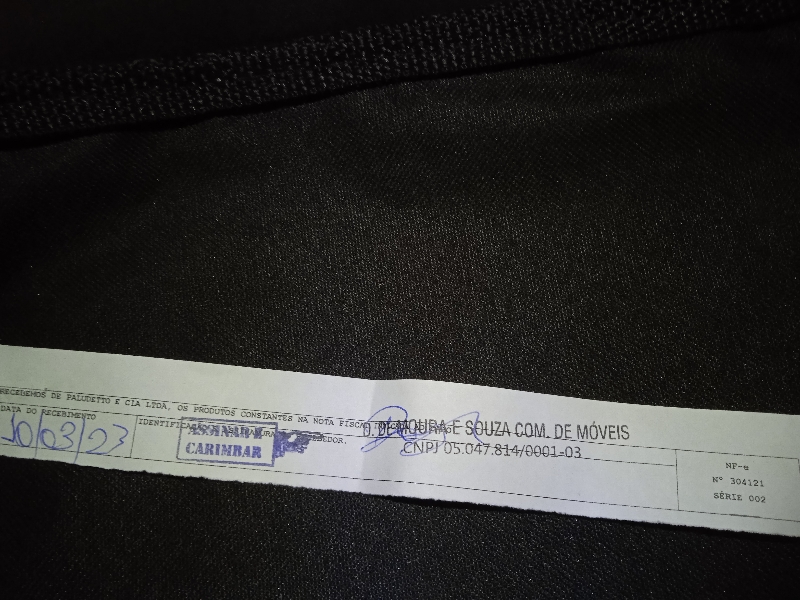 RECEBEMOS DE PALUDETTO E CIA LTDA, OS PRODUTOS CONSTANTES NA NOTA FISCAL
DATA DO RECEBIMENTO
10/03/23
IDENTIFICAÇÃO
ASSINAR E
CARIMBAR
D. DE MOURA E SOUZA COM. DE MÓVEIS
CNPJ 05.047.814/0001-03
NF-e
Nº 304121
SÉRIE 002